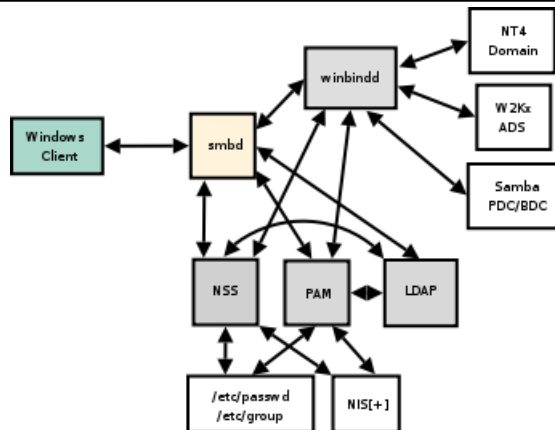 NT4
Domain
winbindd
W2Kx
ADS
Windows
Client
smbd
Samba
PDC/BDC
NSS
PAM
LDAP
/etc/passwd
/etc/group
NIS[+]